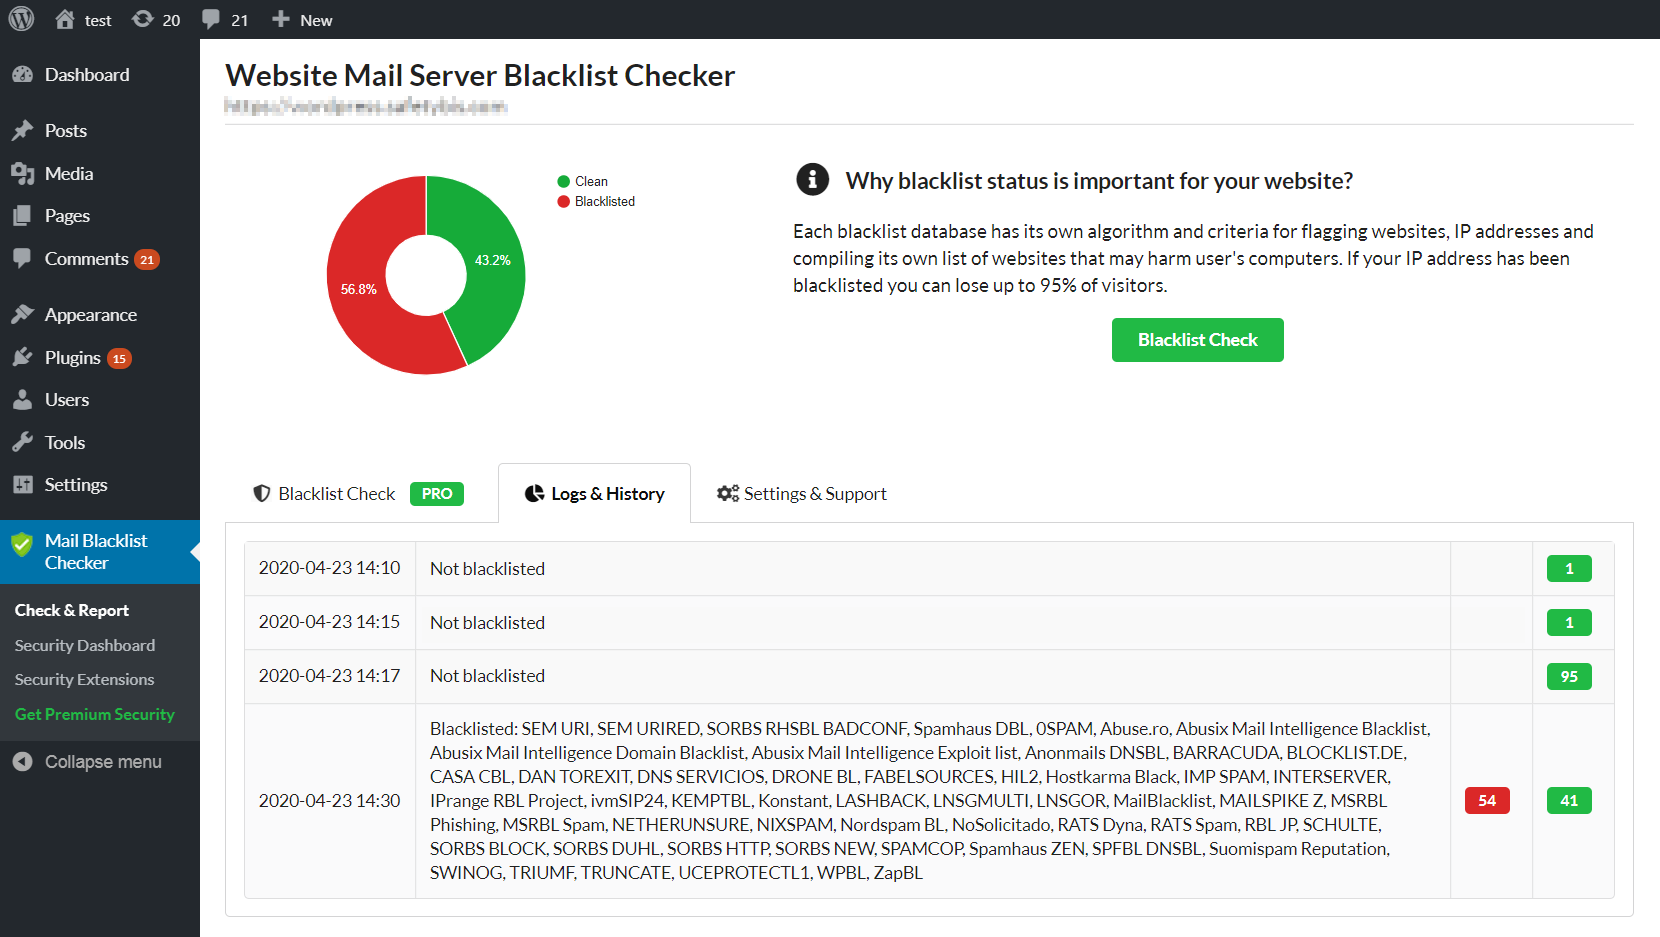 test 20 21 New
Dashboard
Posts
Media
Pages
Comments 21
Appearance
Plugins 15
Users
Tools
Settings
Mail Blacklist
Checker
Check & Report
Security Dashboard
Security Extensions
Get Premium Security
Collapse menu
Website Mail Server Blacklist Checker
Clean
Blacklisted
43.2%
56.8%
Why blacklist status is important for your website?
Each blacklist database has its own algorithm and criteria for flagging websites, IP addresses and
compiling its own list of websites that may harm user's computers. If your IP address has been
blacklisted you can lose up to 95% of visitors.
Blacklist Check
Blacklist Check PRO Logs & History Settings & Support
2020-04-23 14:10 Not blacklisted 1
2020-04-23 14:15 Not blacklisted 1
2020-04-23 14:17 Not blacklisted 95
2020-04-23 14:30
Blacklisted: SEM URI, SEM URIRED, SORBS RHSBL BADCONF, Spamhaus DBL, 0SPAM, Abuse.ro, Abusix Mail Intelligence Blacklist,
Abusix Mail Intelligence Domain Blacklist, Abusix Mail Intelligence Exploit list, Anonmails DNSBL, BARRACUDA, BLOCKLIST.DE,
CASA CBL, DAN TOREXIT, DNS SERVICIOS, DRONE BL, FABELSOURCES, HIL2, Hostkarma Black, IMP SPAM, INTERSERVER,
IPrange RBL Project, ivmSIP24, KEMPTBL, Konstant, LASHBACK, LNSGMULTI, LNSGOR, MailBlacklist, MAILSPIKE Z, MSRBL
Phishing, MSRBL Spam, NETHERUNSURE, NIXSPAM, Nordspam BL, NoSolicitado, RATS Dyna, RATS Spam, RBL JP, SCHULTE,
SORBS BLOCK, SORBS DUHL, SORBS HTTP, SORBS NEW, SPAMCOP, Spamhaus ZEN, SPFBL DNSBL, Suomispam Reputation,
SWINOG, TRIUMF, TRUNCATE, UCEPROTECTL1, WPBL, ZapBL
54 41